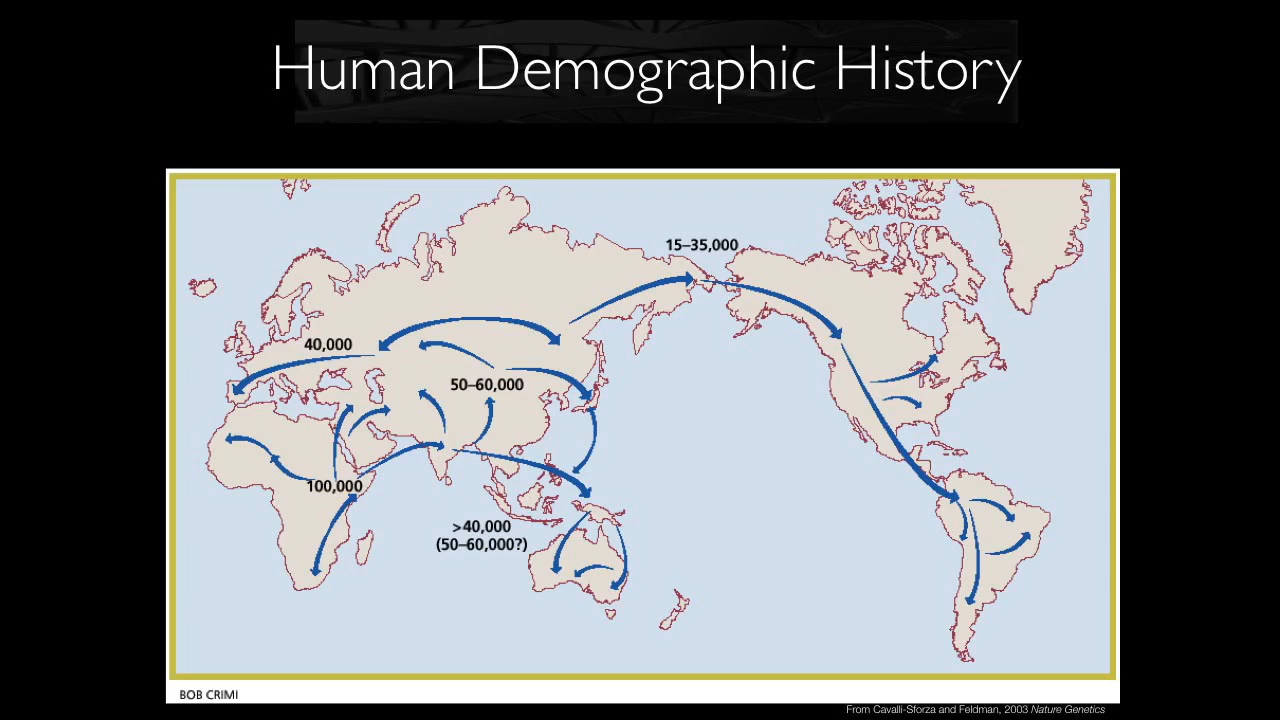 Human Demographic History
15–35,000
40,000
50–60,000
100,000
>40,000
(50–60,000?)
BOB CRIMI
From Cavalli-Sforza and Feldman, 2003 Nature Genetics